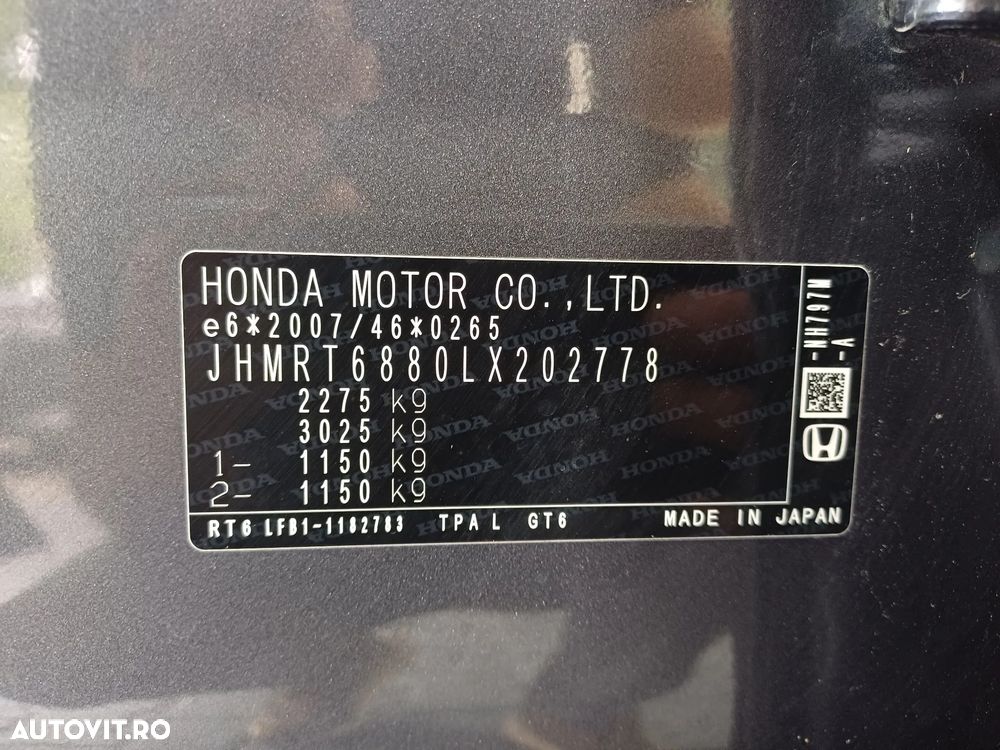 HONDA MOTOR CO.,LTD.
e6*2007/46*0265
JHMRT6880LX202778
2275 kg
3025 kg
1- 1150 kg
2- 1150 kg
RT6 LFB1-1182783 TPA L GT6 MADE IN JAPAN
NH797M
-V-
AUTOVIT.RO